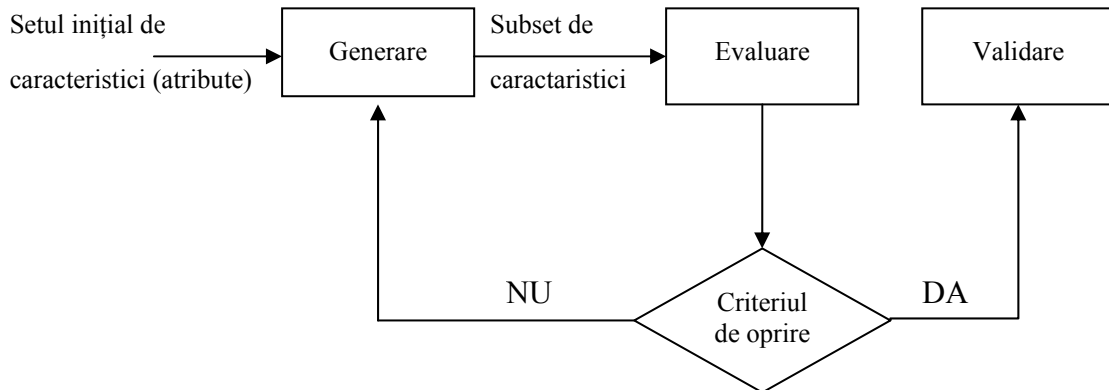 Setul inițial de
caracteristici (atribute)
Generare
Subset de
caractaristici
Evaluare
Validare
NU
Criteriul
de oprire
DA